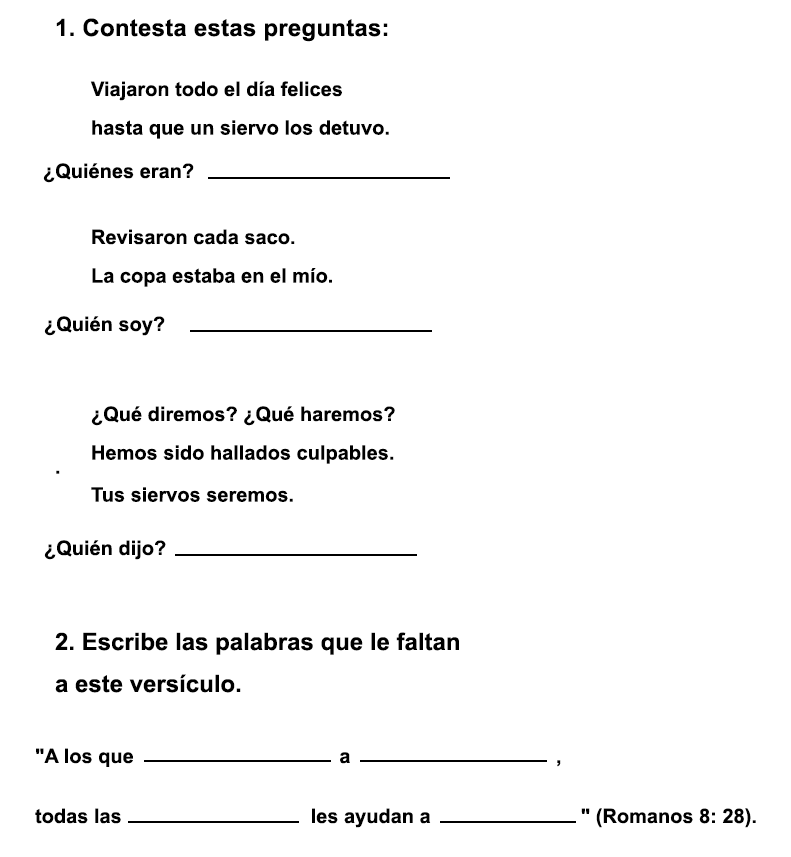 1. Contesta estas preguntas:
Viajaron todo el día felices
hasta que un siervo los detuvo.
¿Quiénes eran? ____________________
Revisaron cada saco.
La copa estaba en el mío.
¿Quién soy? ____________________
¿Qué diremos? ¿Qué haremos?
Hemos sido hallados culpables.
.
Tus siervos seremos.
¿Quién dijo? ____________________
2. Escribe las palabras que le faltan
a este versículo.
"A los que ________________ a ________________ ,
todas las ______________ les ayudan a ____________ " (Romanos 8: 28).